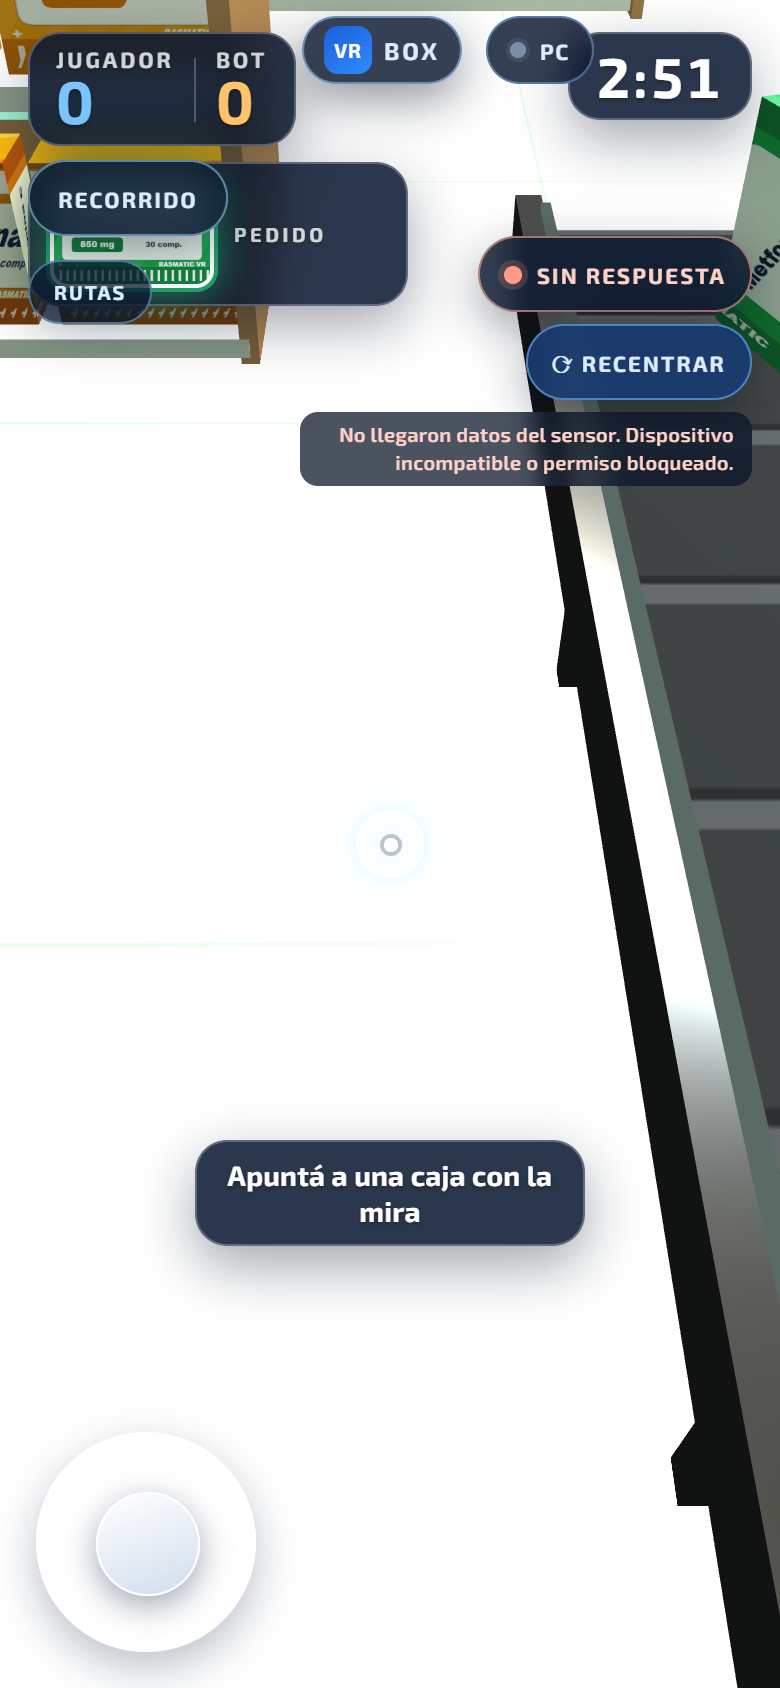 JUGADOR
0
BOT
0
VR BOX
PC
2:51
RECORRIDO
PEDIDO
850 mg
30 comp.
RASMATIC VR
RUTAS
SIN RESPUESTA
⟳ RECENTRAR
No llegaron datos del sensor. Dispositivo
incompatible o permiso bloqueado.
Apuntá a una caja con la
mira